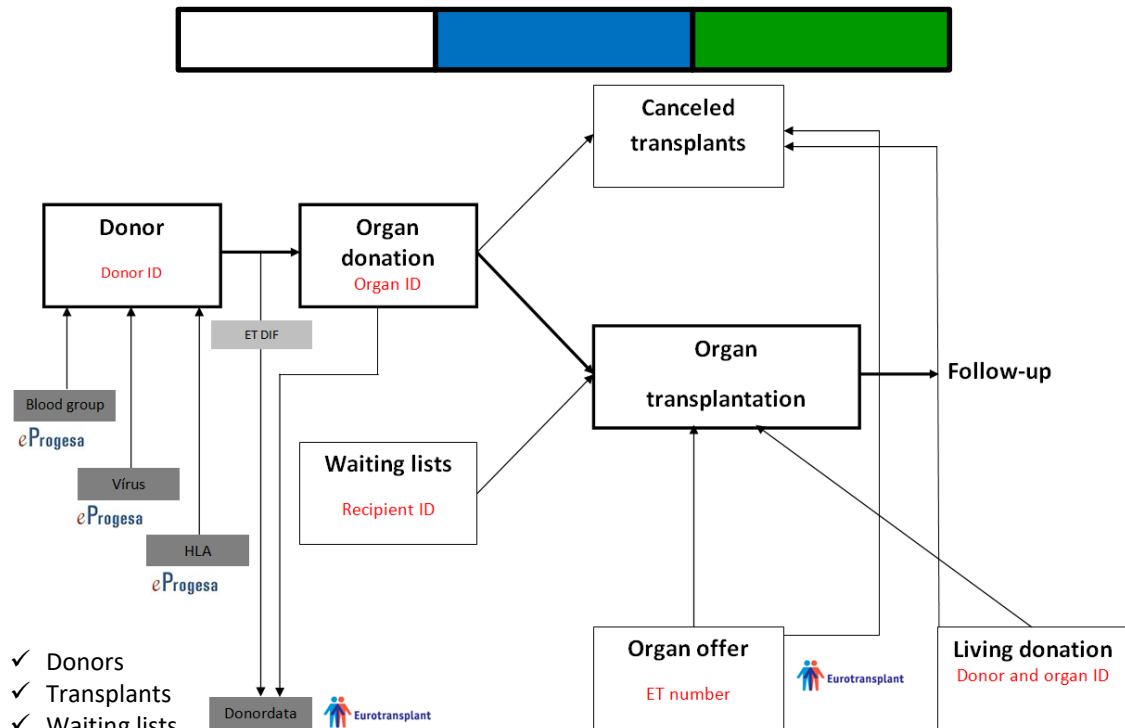 Canceled
transplants
Donor
Donor ID
Organ
donation
Organ ID
ET DIF
Organ
transplantation
Follow-up
Blood group
eProgesa
Vírus
eProgesa
HLA
eProgesa
Waiting lists
Recipient ID
Organ offer
ET number
Eurotransplant
Living donation
Donor and organ ID
✓ Donors
✓ Transplants
✓ Waiting lists
Donordata
Eurotransplant